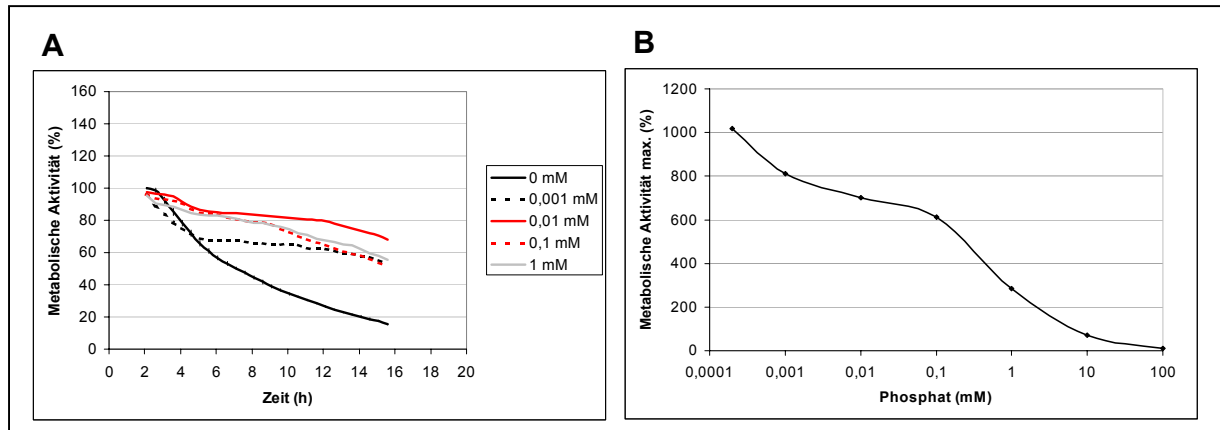 A
Metabolische Aktivität (%)
160
140
120
100
80
60
40
20
0
0 2 4 6 8 10 12 14 16 18 20
Zeit (h)
0 mM
0,001 mM
0,01 mM
0,1 mM
1 mM
B
Metabolische Aktivität max. (%)
1200
1000
800
600
400
200
0
0,0001 0,001 0,01 0,1 1 10 100
Phosphat (mM)